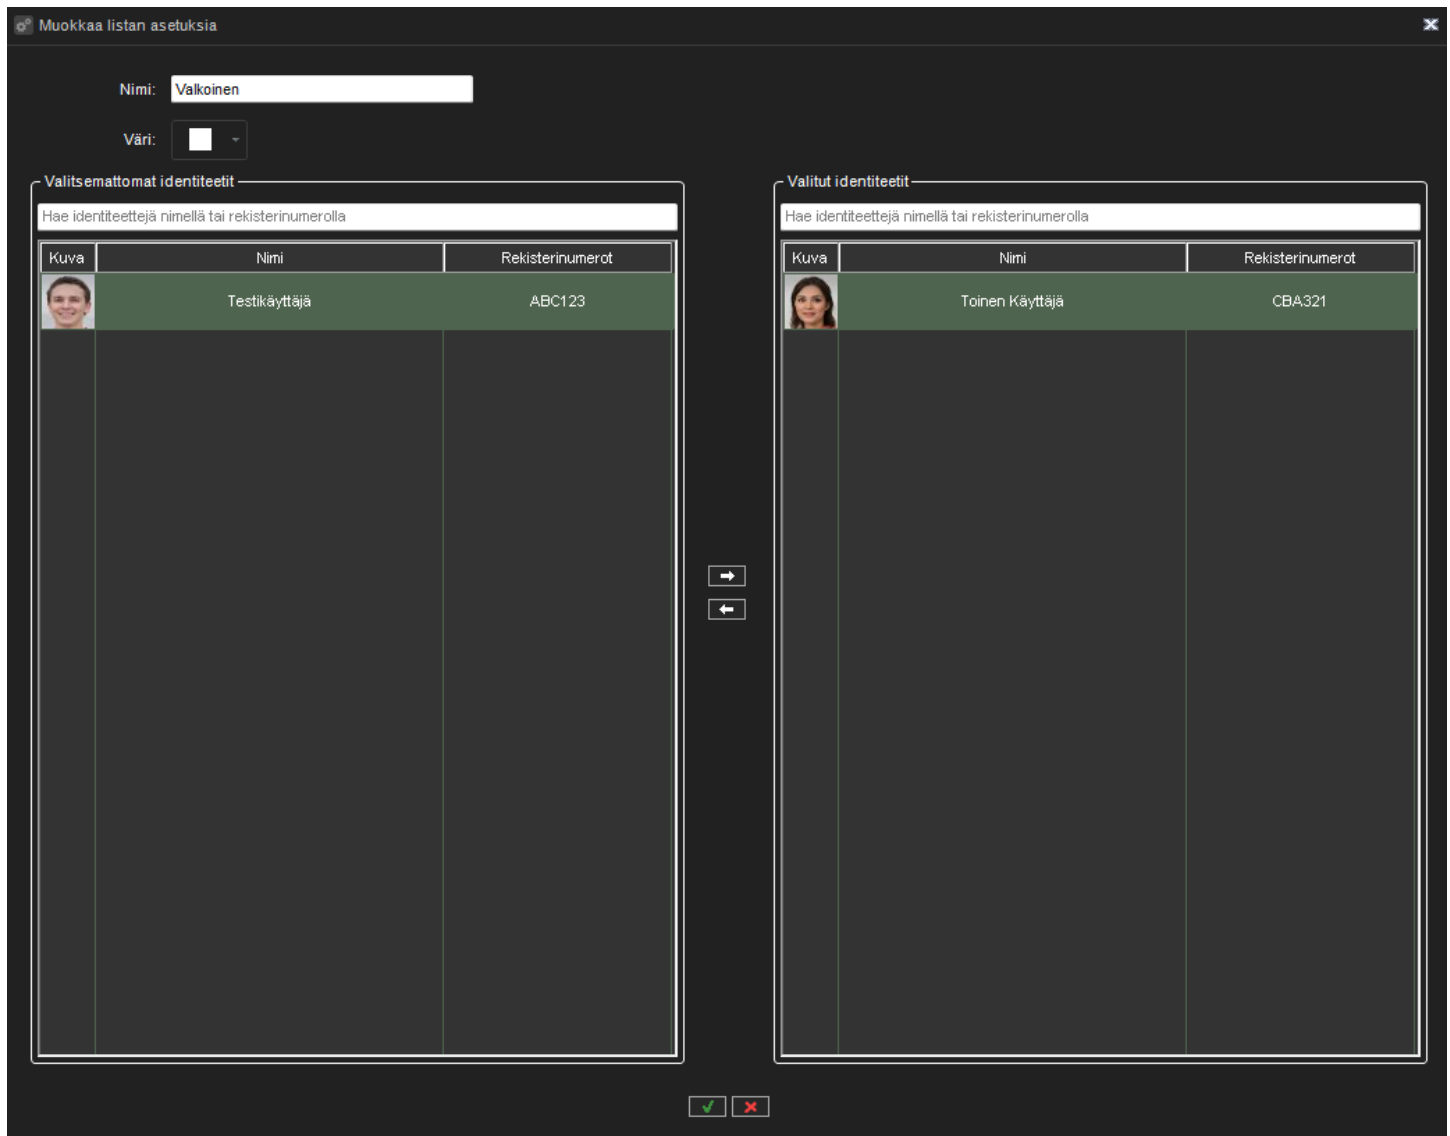 Muokkaa listan asetuksia
Nimi: Valkoinen
Väri:
Valitsemattomat identiteetit
Hae identiteettejä nimellä tai rekisterinumerolla
Kuva Nimi Rekisterinumerot
Testikäyttäjä ABC123
Valitut identiteetit
Hae identiteettejä nimellä tai rekisterinumerolla
Kuva Nimi Rekisterinumerot
Toinen Käyttäjä CBA321